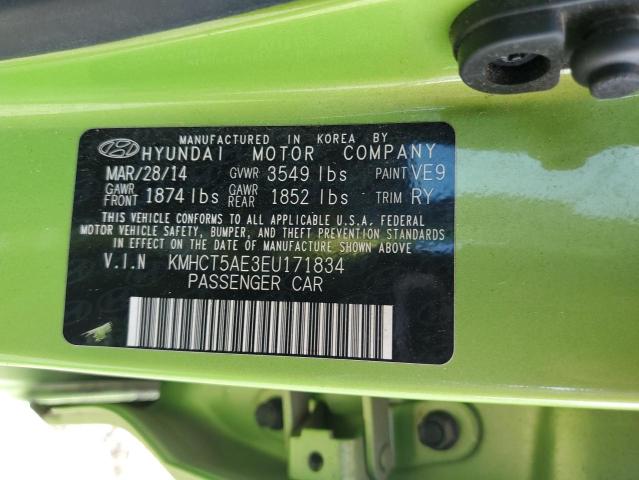 MANUFACTURED IN KOREA BY
HYUNDAI MOTOR COMPANY
MAR/28/14 GVWR 3549 lbs PAINT VE9
GAWR FRONT 1874 lbs GAWR REAR 1852 lbs TRIM RY
THIS VEHICLE CONFORMS TO ALL APPLICABLE U.S.A. FEDERAL
MOTOR VEHICLE SAFETY, BUMPER, AND THEFT PREVENTION STANDARDS
IN EFFECT ON THE DATE OF MANUFACTURE SHOWN ABOVE.
V.I.N KMHCT5AE3EU171834
PASSENGER CAR